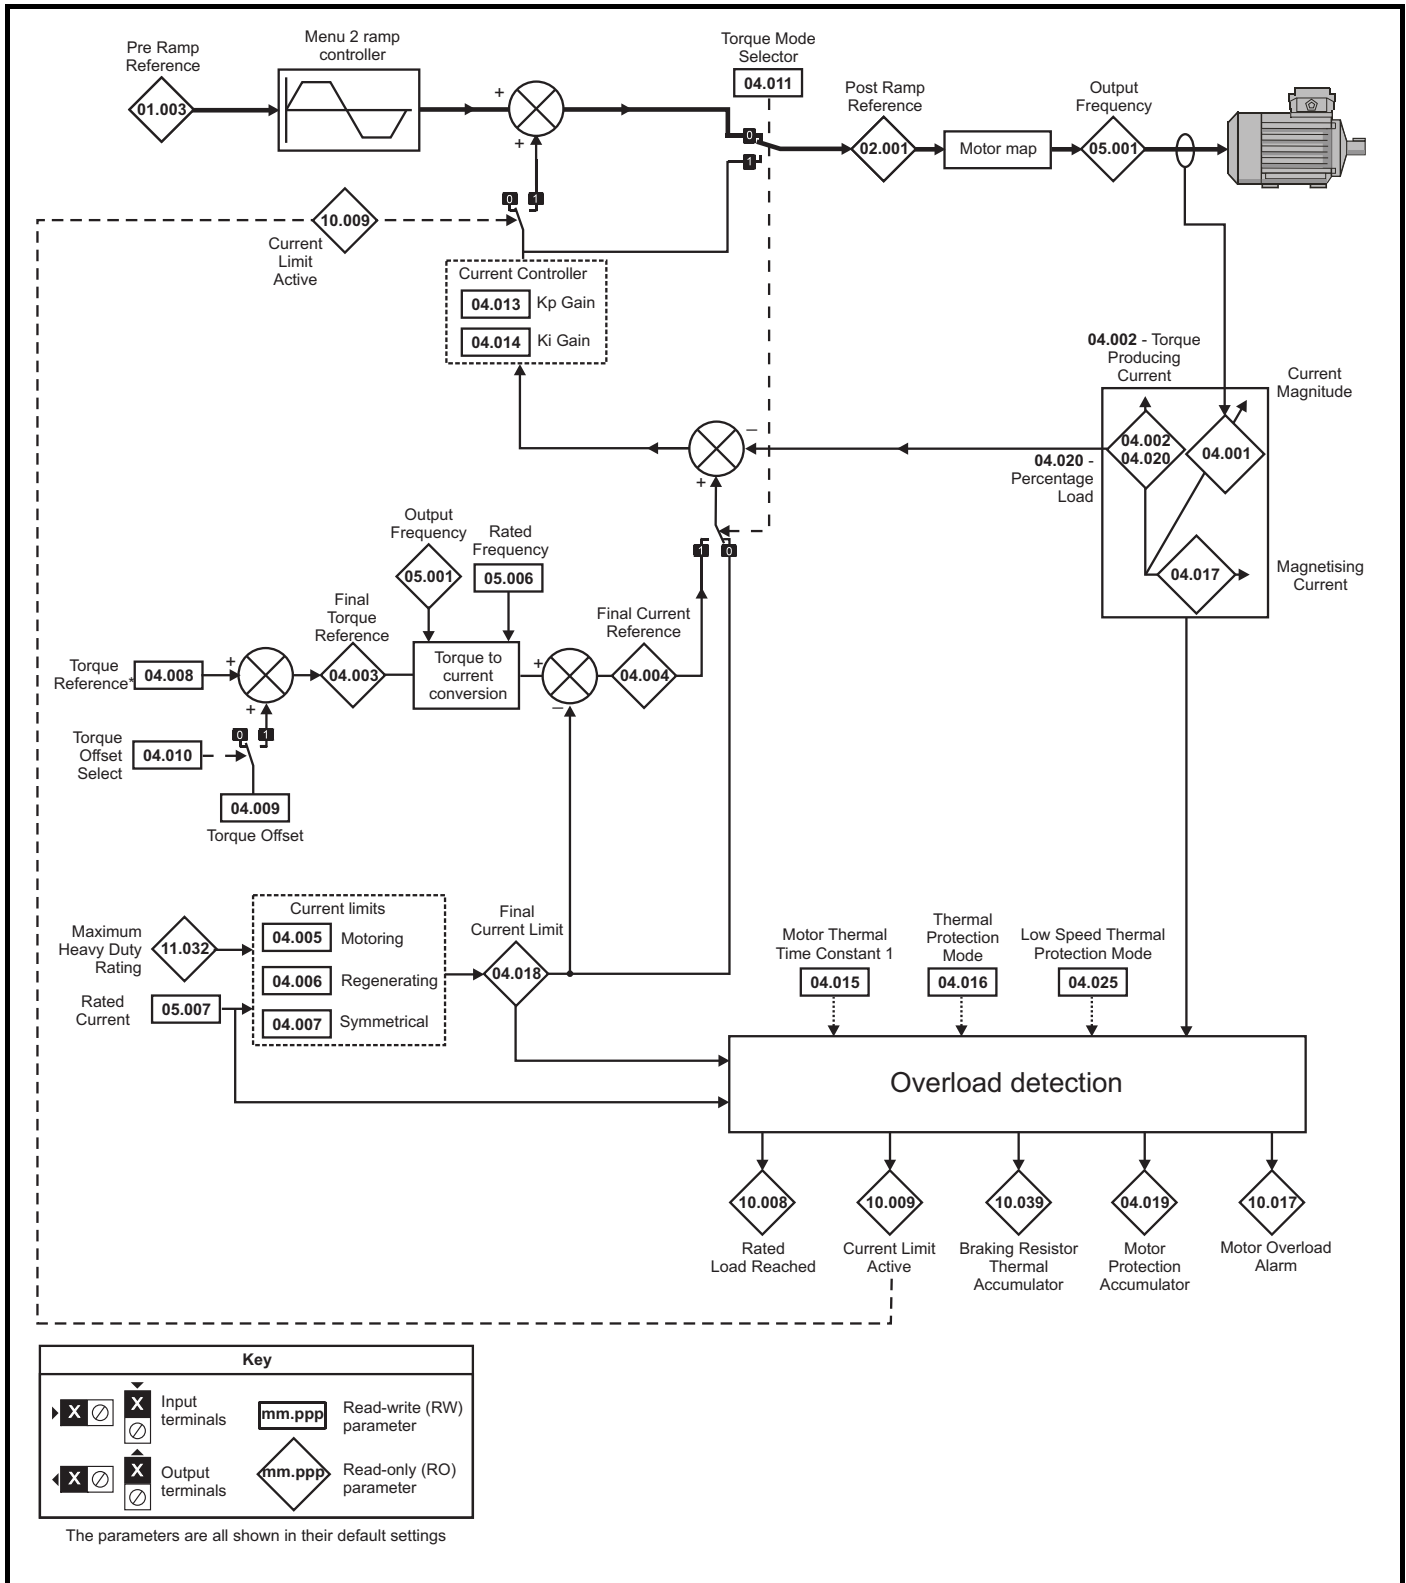 Pre Ramp
Reference
01.003
Menu 2 ramp
controller
+
+
Torque Mode
Selector
04.011
0
1
Post Ramp
Reference
02.001
Motor map
Output
Frequency
05.001
10.009
Current
Limit
Active
0
1
Current Controller
04.013 Kp Gain
04.014 Ki Gain
04.002 - Torque
Producing
Current
Current
Magnitude
04.002
04.020
04.001
04.020 -
Percentage
Load
04.017
Magnetising
Current
–
+
1
0
Output
Frequency
05.001
Rated
Frequency
05.006
Final
Torque
Reference
04.003
Torque to
current
conversion
Final Current
Reference
04.004
+
–
Torque
Reference*
04.008
+
+
0
1
Torque
Offset
Select
04.010
04.009
Torque Offset
Maximum
Heavy Duty
Rating
11.032
Rated
Current
05.007
Current limits
04.005 Motoring
04.006 Regenerating
04.007 Symmetrical
Final
Current Limit
04.018
Motor Thermal
Time Constant 1
04.015
Thermal
Protection
Mode
04.016
Low Speed Thermal
Protection Mode
04.025
Overload detection
10.008
Rated
Load Reached
10.009
Current Limit
Active
10.039
Braking Resistor
Thermal
Accumulator
04.019
Motor
Protection
Accumulator
10.017
Motor Overload
Alarm
Key
X
X
Input
terminals
mm.ppp
Read-write (RW)
parameter
X
X
Output
terminals
mm.ppp
Read-only (RO)
parameter
The parameters are all shown in their default settings